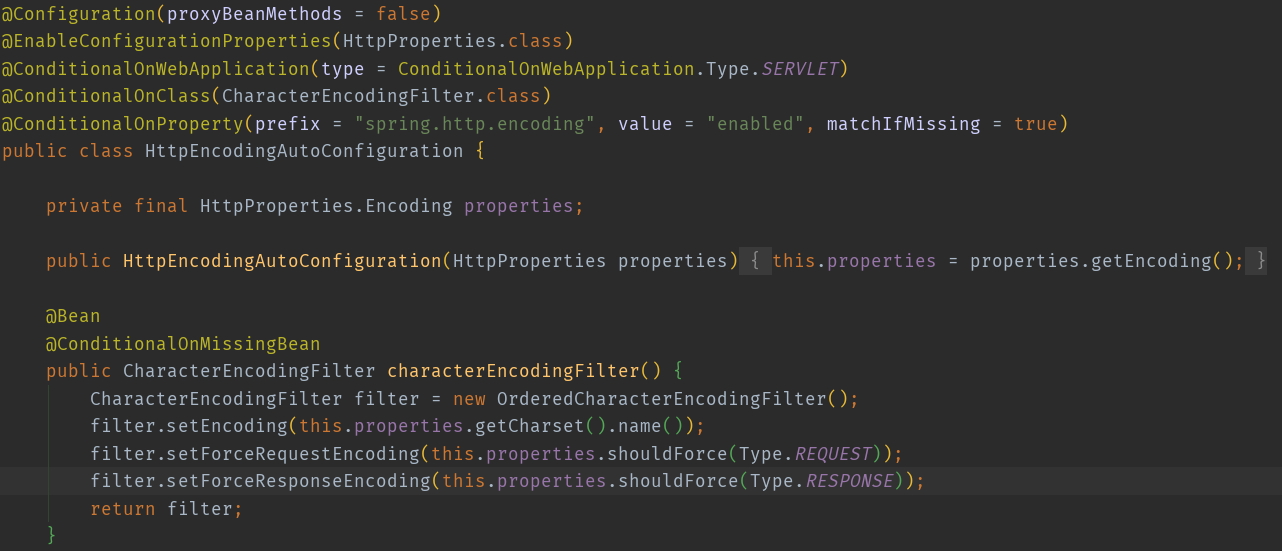 @Configuration(proxyBeanMethods = false)
@EnableConfigurationProperties(HttpProperties.class)
@ConditionalOnWebApplication(type = ConditionalOnWebApplication.Type.SERVLET)
@ConditionalOnClass(CharacterEncodingFilter.class)
@ConditionalOnProperty(prefix = "spring.http.encoding", value = "enabled", matchIfMissing = true)
public class HttpEncodingAutoConfiguration {
private final HttpProperties.Encoding properties;
public HttpEncodingAutoConfiguration(HttpProperties properties) { this.properties = properties.getEncoding(); }
@Bean
@ConditionalOnMissingBean
public CharacterEncodingFilter characterEncodingFilter() {
CharacterEncodingFilter filter = new OrderedCharacterEncodingFilter();
filter.setEncoding(this.properties.getCharset().name());
filter.setForceRequestEncoding(this.properties.shouldForce(Type.REQUEST));
filter.setForceResponseEncoding(this.properties.shouldForce(Type.RESPONSE));
return filter;
}